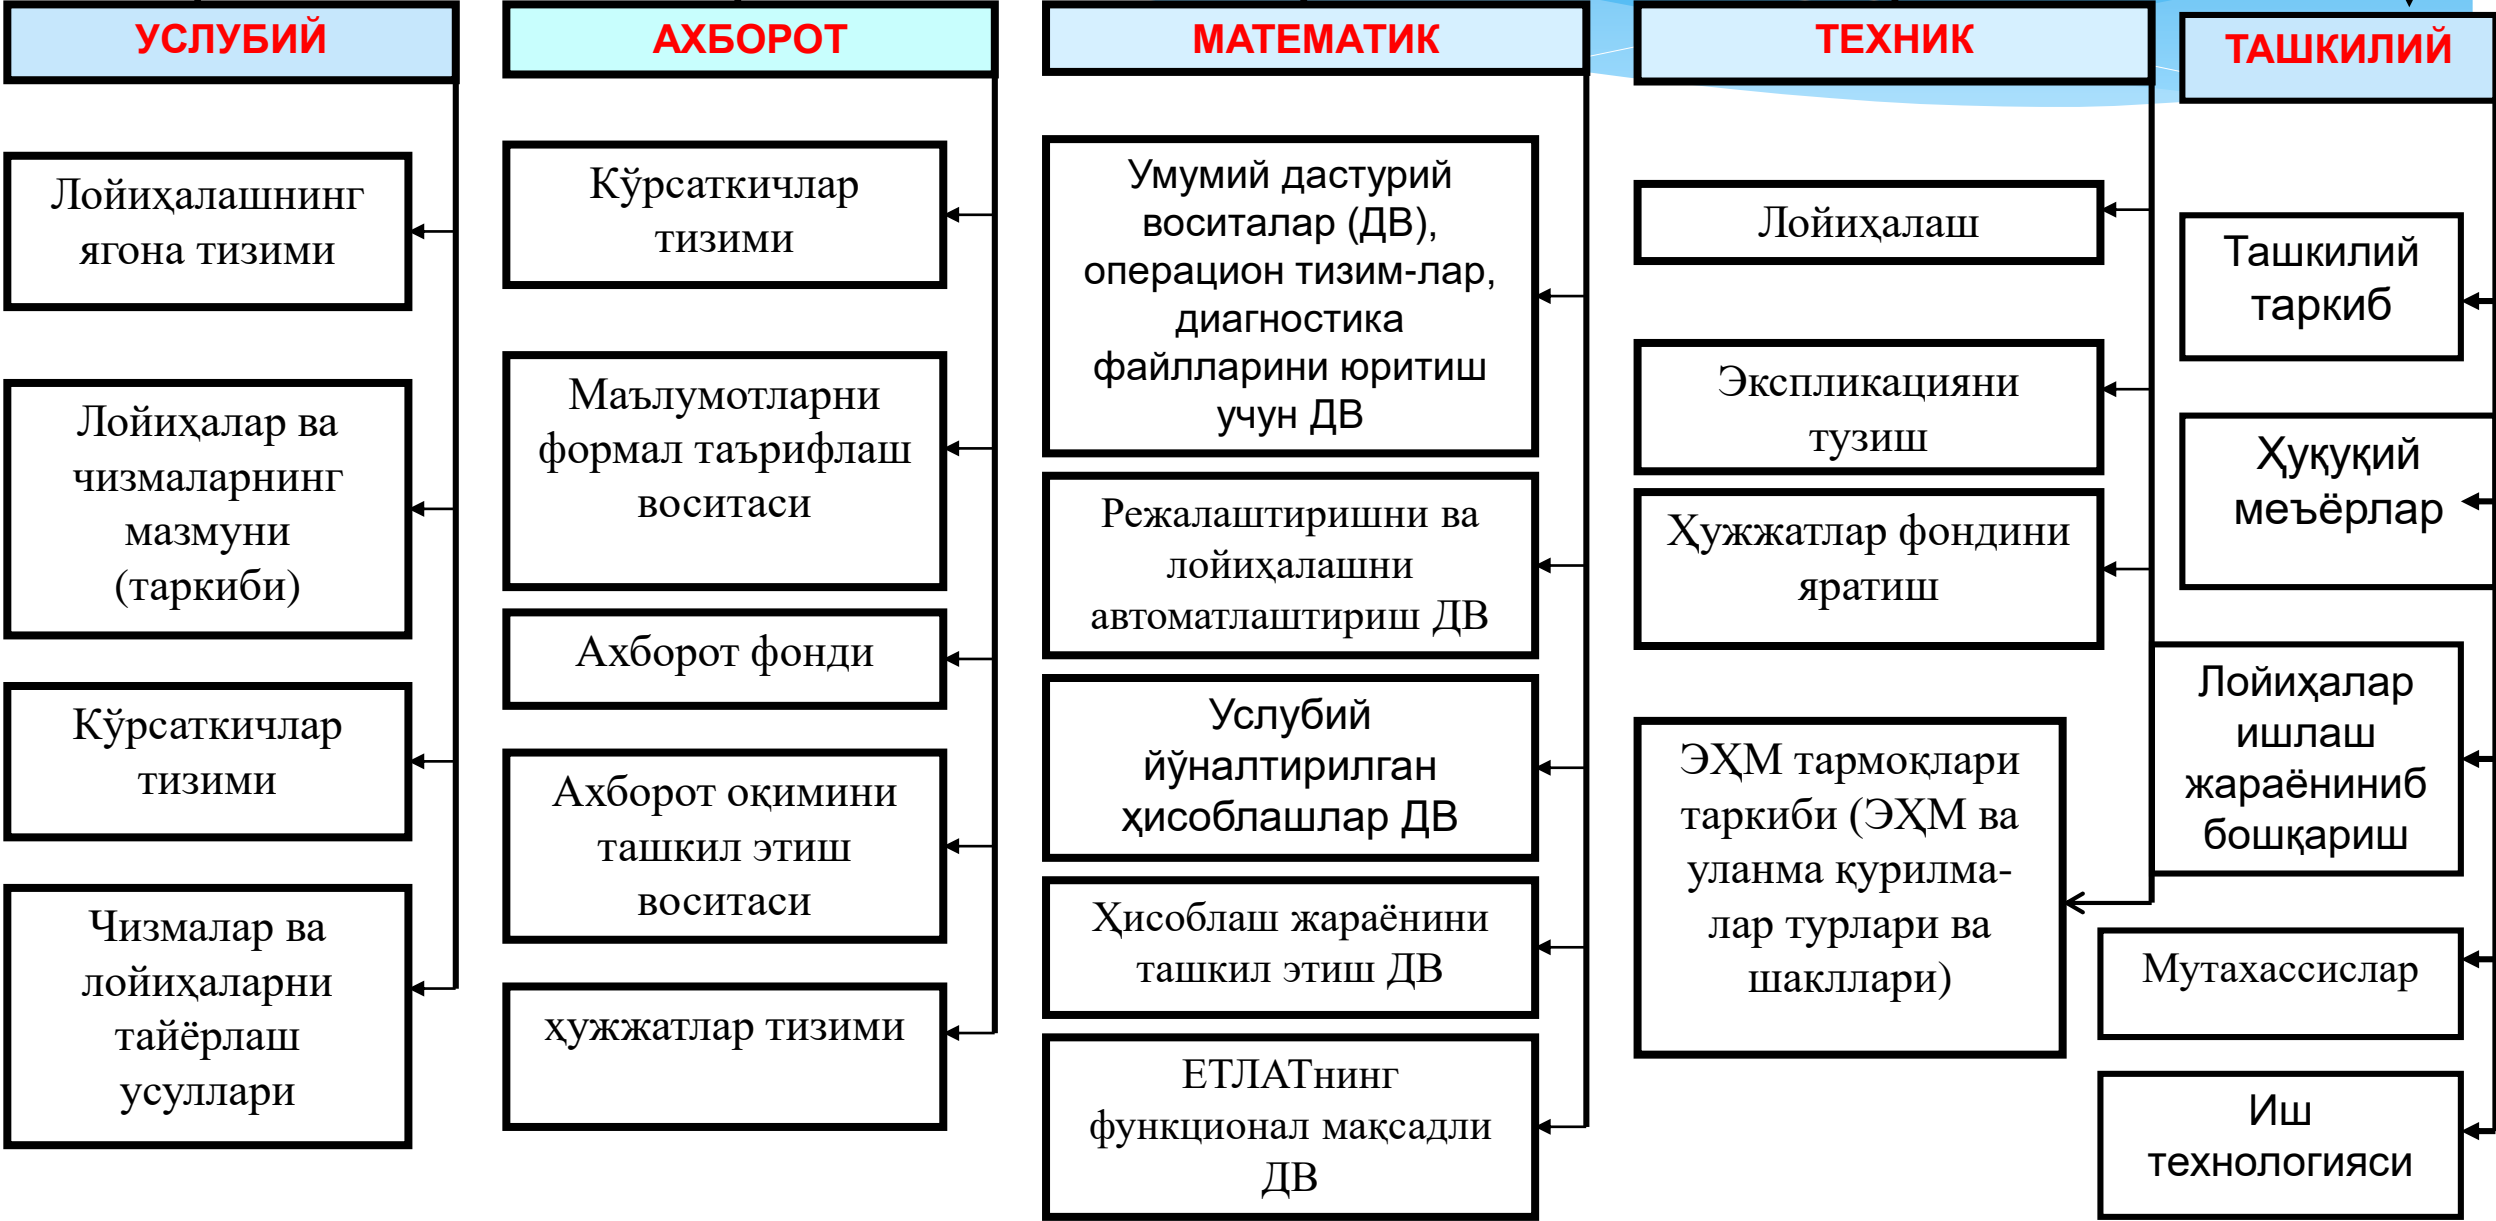 УСЛУБИЙ
Лойиҳалашнинг
ягона тизими
Лойиҳалар ва
чизмаларнинг
мазмуни
(таркиби)
Кўрсаткичлар
тизими
Чизмалар ва
лойиҳаларни
тайёрлаш
усуллари
АХБОРОТ
Кўрсаткичлар
тизими
Маълумотларни
формал таърифлаш
воситаси
Ахборот фонди
Ахборот оқимини
ташкил этиш
воситаси
ҳужжатлар тизими
МАТЕМАТИК
Умумий дастурий
воситалар (ДВ),
операцион тизим-лар,
диагностика
файлларини юритиш
учун ДВ
Режалаштиришни ва
лойиҳалашни
автоматлаштириш ДВ
Услубий
йўналтирилган
ҳисоблашлар ДВ
Ҳисоблаш жараёнини
ташкил этиш ДВ
ЕТЛАТнинг
функционал мақсадли
ДВ
ТЕХНИК
Лойиҳалаш
Экспликацияни
тузиш
Ҳужжатлар фондини
яратиш
ЭҲМ тармоқлари
таркиби (ЭҲМ ва
уланма қурилма-
лар турлари ва
шакллари)
ТАШКИЛИЙ
Ташкилий
таркиб
Ҳуқуқий
меъёрлар
Лойиҳалар
ишлаш
жараёниниб
бошқариш
Мутахассислар
Иш
технологияси